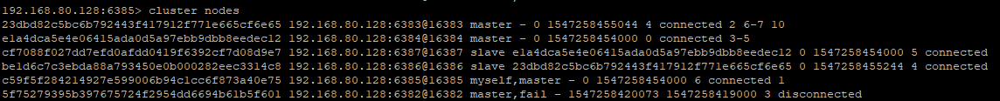 192.168.80.128:6385> cluster nodes
23dbd82c5bc6b792443f417912f771e665cf6e65 192.168.80.128:6383@16383 master - 0 1547258455044 4 connected 2 6-7 10
e1a4dca5e4e06415ada0d5a97ebb9dbb8eedec12 192.168.80.128:6384@16384 master - 0 1547258454000 0 connected 3-5
cf7088f027dd7efd0afdd0419f6392cf7d08d9e7 192.168.80.128:6387@16387 slave e1a4dca5e4e06415ada0d5a97ebb9dbb8eedec12 0 1547258454000 5 connected
be1d6c7c3ebda88a793450e0b000282eec3314c8 192.168.80.128:6386@16386 slave 23dbd82c5bc6b792443f417912f771e665cf6e65 0 1547258455244 4 connected
c59f5f284214927e599006b94c1cc6f873a40e75 192.168.80.128:6385@16385 myself,master - 0 1547258454000 6 connected 1
5f75279395b397675724f2954dd6694b61b5f601 192.168.80.128:6382@16382 master,fail - 1547258420073 1547258419000 3 disconnected